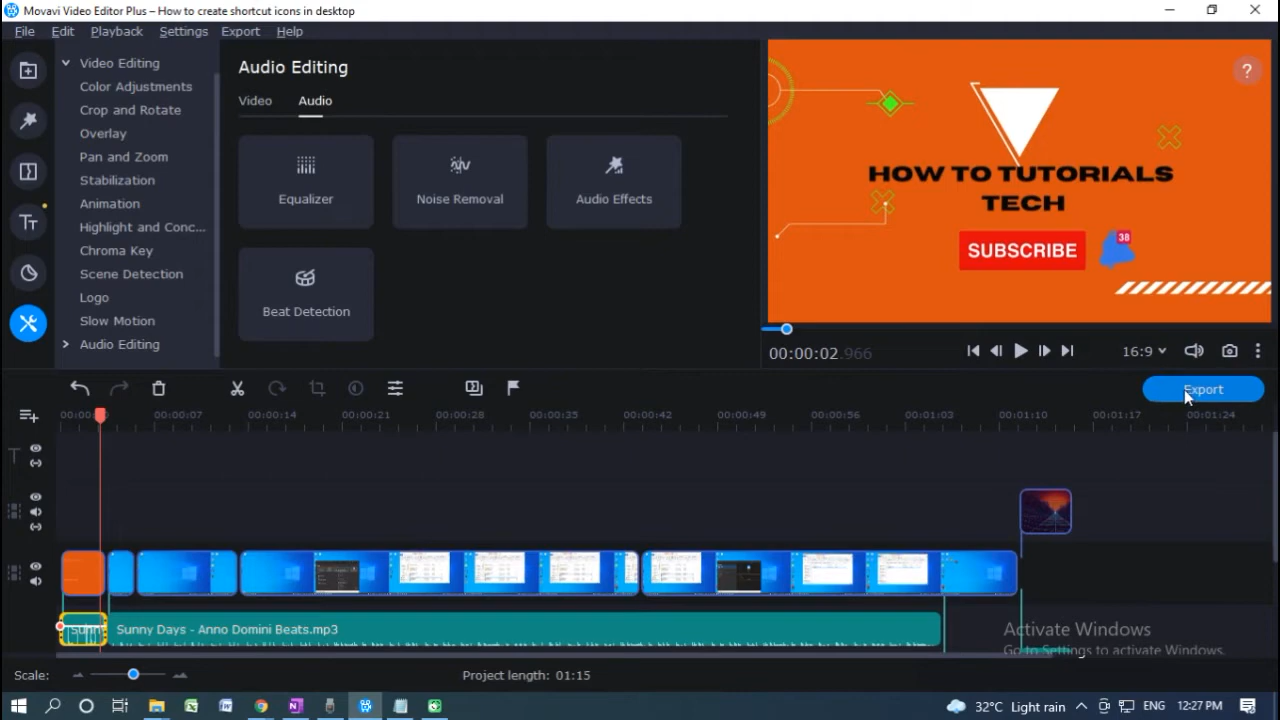 Movavi Video Editor Plus – How to create shortcut icons in desktop
File Edit Playback Settings Export Help
Video Editing
Color Adjustments
Crop and Rotate
Overlay
Pan and Zoom
Stabilization
Animation
Highlight and Conc...
Chroma Key
Scene Detection
Logo
Slow Motion
Audio Editing
Audio Editing
Video Audio
Equalizer
Noise Removal
Audio Effects
Beat Detection
?
HOW TO TUTORIALS
TECH
SUBSCRIBE
38
00:00:02.966
16:9
Export
00:00:07 00:00:14 00:00:21 00:00:28 00:00:35 00:00:42 00:00:49 00:00:56 00:01:03 00:01:10 00:01:17 00:01:24
Sunny Days - Anno Domini Beats.mp3
Activate Windows
Go to Settings to activate Windows.
Scale:
Project length: 01:15
32°C Light rain
12:27 PM